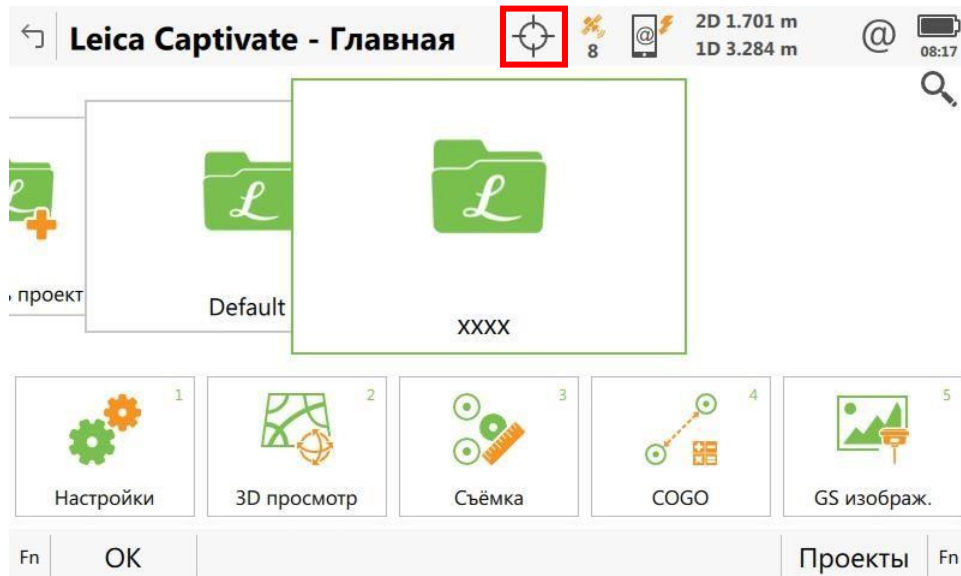 Leica Captivate - Главная
8
@
2D 1.701 m
1D 3.284 m
@
08:17
проект
Default
xxxx
1
Настройки
2
3D просмотр
3
Съёмка
4
COGO
5
GS изображ.
Fn
OK
Проекты
Fn